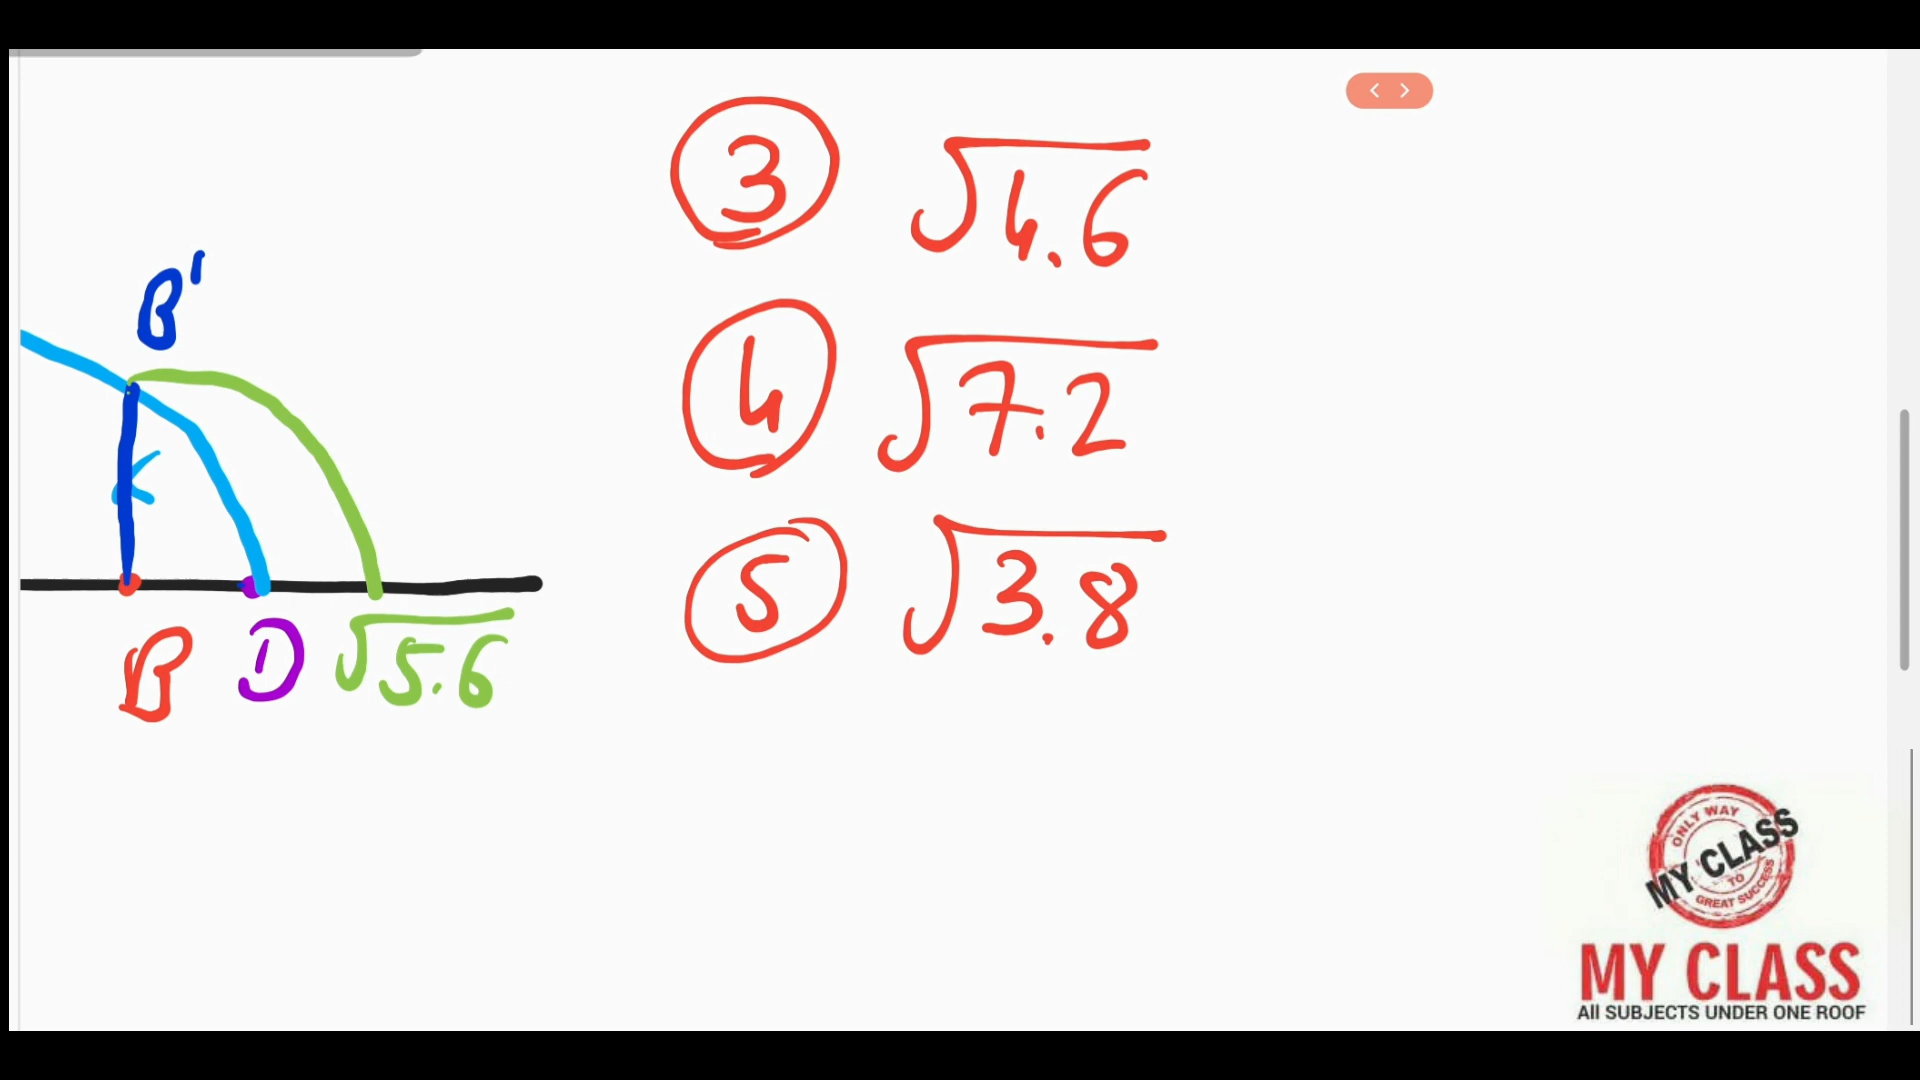 3 √4.6
4 √7.2
5 √3.8
B'
B D √5.6
ONLY WAY
MY CLASS
TO
GREAT SUCCESS
MY CLASS
All SUBJECTS UNDER ONE ROOF